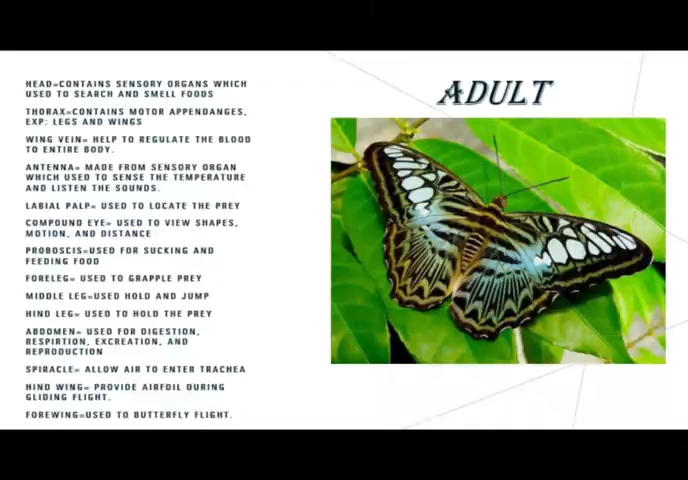 ADULT
HEAD=CONTAINS SENSORY ORGANS WHICH
USED TO SEARCH AND SMELL FOODS
THORAX=CONTAINS MOTOR APPENDANGES,
EXP: LEGS AND WINGS
WING VEIN= HELP TO REGULATE THE BLOOD
TO ENTIRE BODY.
ANTENNA= MADE FROM SENSORY ORGAN
WHICH USED TO SENSE THE TEMPERATURE
AND LISTEN THE SOUNDS.
LABIAL PALP= USED TO LOCATE THE PREY
COMPOUND EYE= USED TO VIEW SHAPES,
MOTION, AND DISTANCE
PROBOSCIS=USED FOR SUCKING AND
FEEDING FOOD
FORELEG= USED TO GRAPPLE PREY
MIDDLE LEG=USED HOLD AND JUMP
HIND LEG= USED TO HOLD THE PREY
ABDOMEN= USED FOR DIGESTION,
RESPIRTION, EXCREATION, AND
REPRODUCTION
SPIRACLE= ALLOW AIR TO ENTER TRACHEA
HIND WING= PROVIDE AIRFOIL DURING
GLIDING FLIGHT.
FOREWING=USED TO BUTTERFLY FLIGHT.